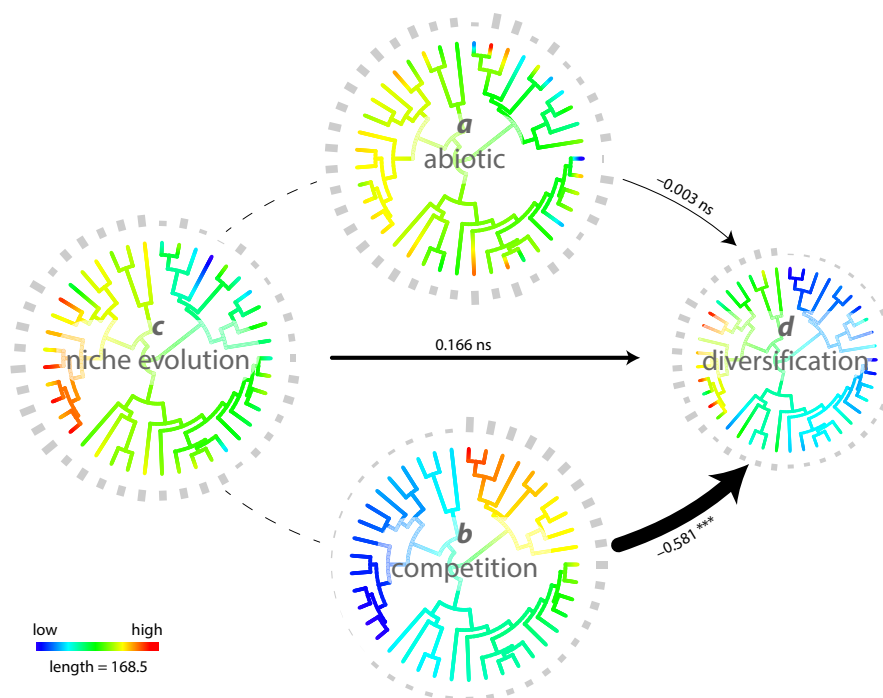 a
abiotic
−0.003 ns
c
niche evolution
0.166 ns
d
diversification
b
competition
−0.581 ***
low
high
length = 168.5